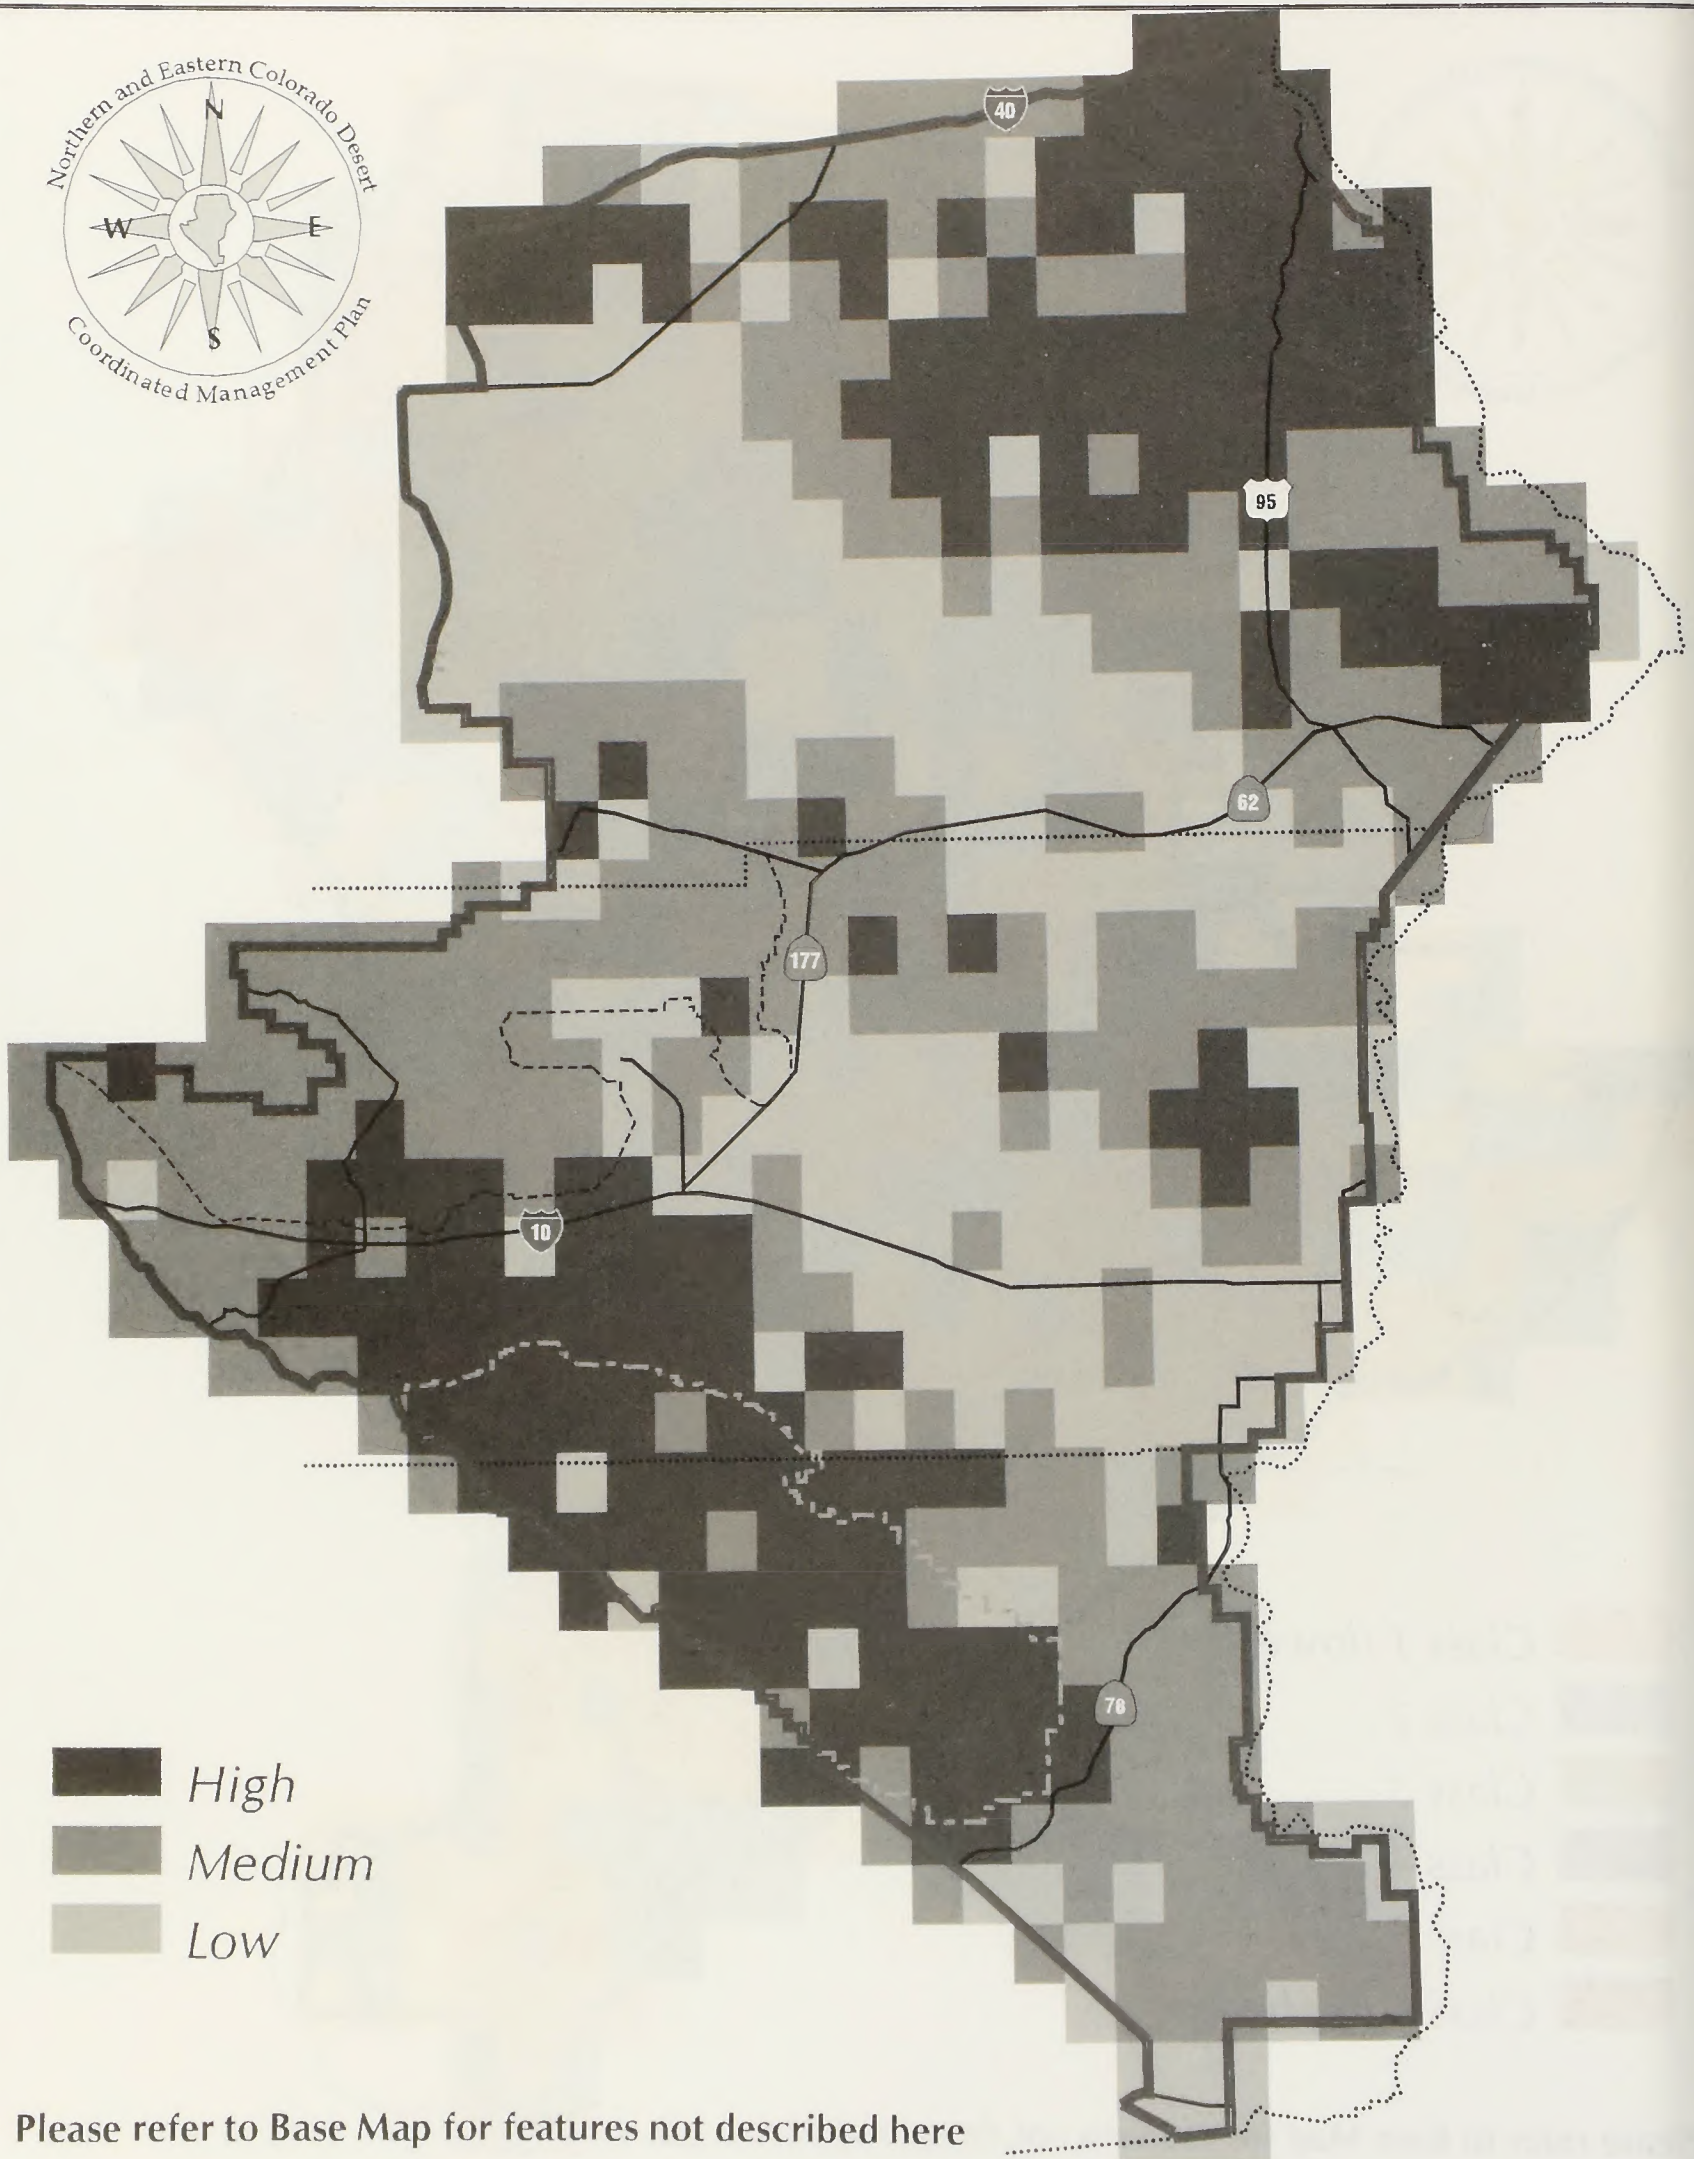 Northern and Eastern Colorado Desert
N
W
E
S
Coordinated Management Plan
40
95
62
177
10
78
High
Medium
Low
Please refer to Base Map for features not described here